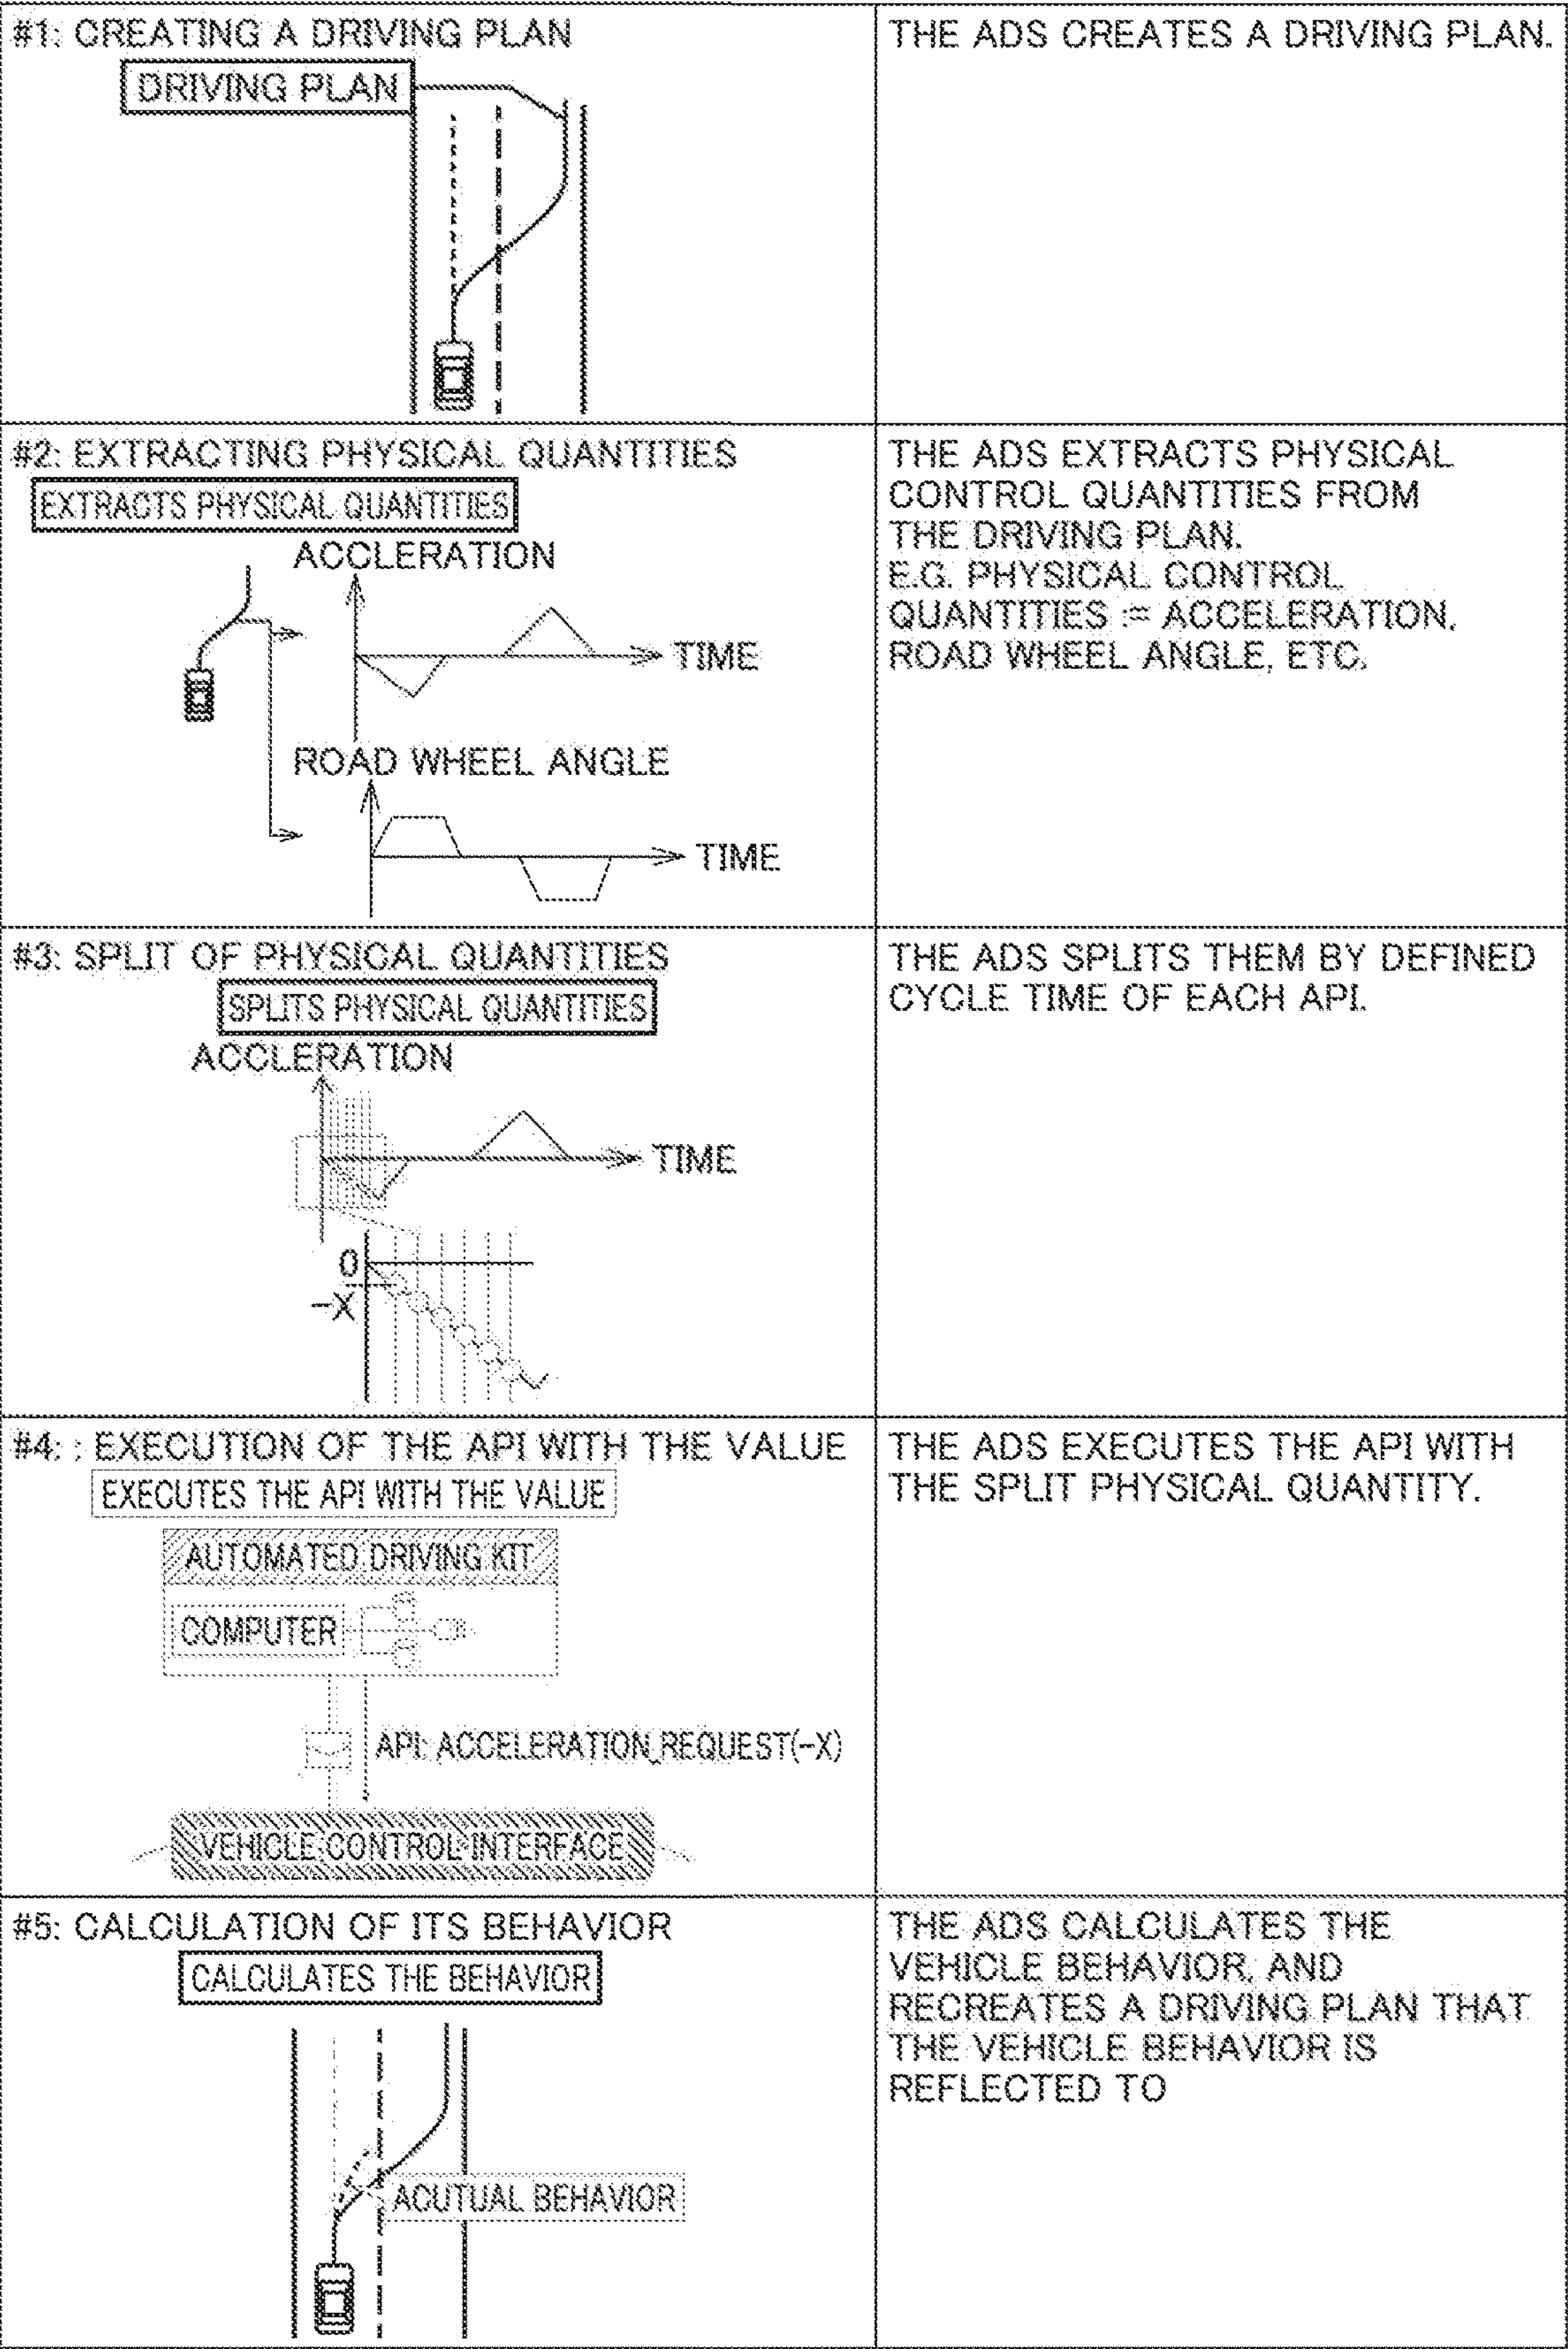 #1: CREATING A DRIVING PLAN
DRIVING PLAN
THE ADS CREATES A DRIVING PLAN.
#2: EXTRACTING PHYSICAL QUANTITIES
EXTRACTS PHYSICAL QUANTITIES
ACCLERATION
TIME
ROAD WHEEL ANGLE
TIME
THE ADS EXTRACTS PHYSICAL
CONTROL QUANTITIES FROM
THE DRIVING PLAN.
E.G. PHYSICAL CONTROL
QUANTITIES := ACCELERATION,
ROAD WHEEL ANGLE, ETC.
#3: SPLIT OF PHYSICAL QUANTITIES
SPLITS PHYSICAL QUANTITIES
ACCLERATION
TIME
0
-X
THE ADS SPLITS THEM BY DEFINED
CYCLE TIME OF EACH API.
#4: : EXECUTION OF THE API WITH THE VALUE
EXECUTES THE API WITH THE VALUE
AUTOMATED DRIVING KIT
COMPUTER
API: ACCELERATION_REQUEST(-X)
VEHICLE CONTROL INTERFACE
THE ADS EXECUTES THE API WITH
THE SPLIT PHYSICAL QUANTITY.
#5: CALCULATION OF ITS BEHAVIOR
CALCULATES THE BEHAVIOR
ACUTUAL BEHAVIOR
THE ADS CALCULATES THE
VEHICLE BEHAVIOR, AND
RECREATES A DRIVING PLAN THAT
THE VEHICLE BEHAVIOR IS
REFLECTED TO